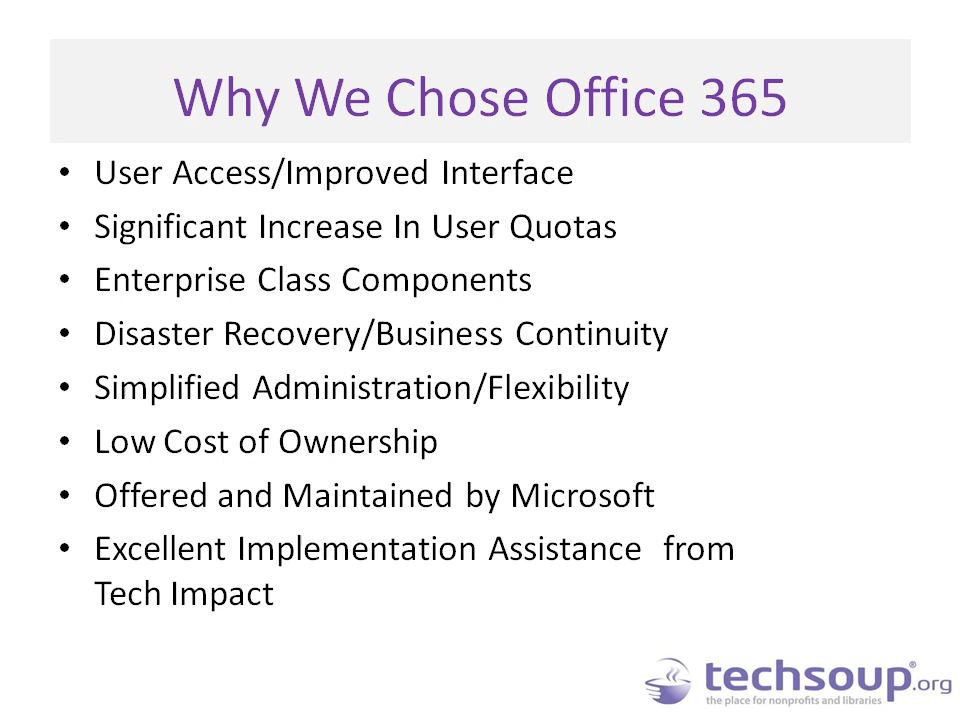 Why We Chose Office 365
• User Access/Improved Interface
• Significant Increase In User Quotas
• Enterprise Class Components
• Disaster Recovery/Business Continuity
• Simplified Administration/Flexibility
• Low Cost of Ownership
• Offered and Maintained by Microsoft
• Excellent Implementation Assistance  from
Tech Impact
techsoup®.org
the place for nonprofits and libraries